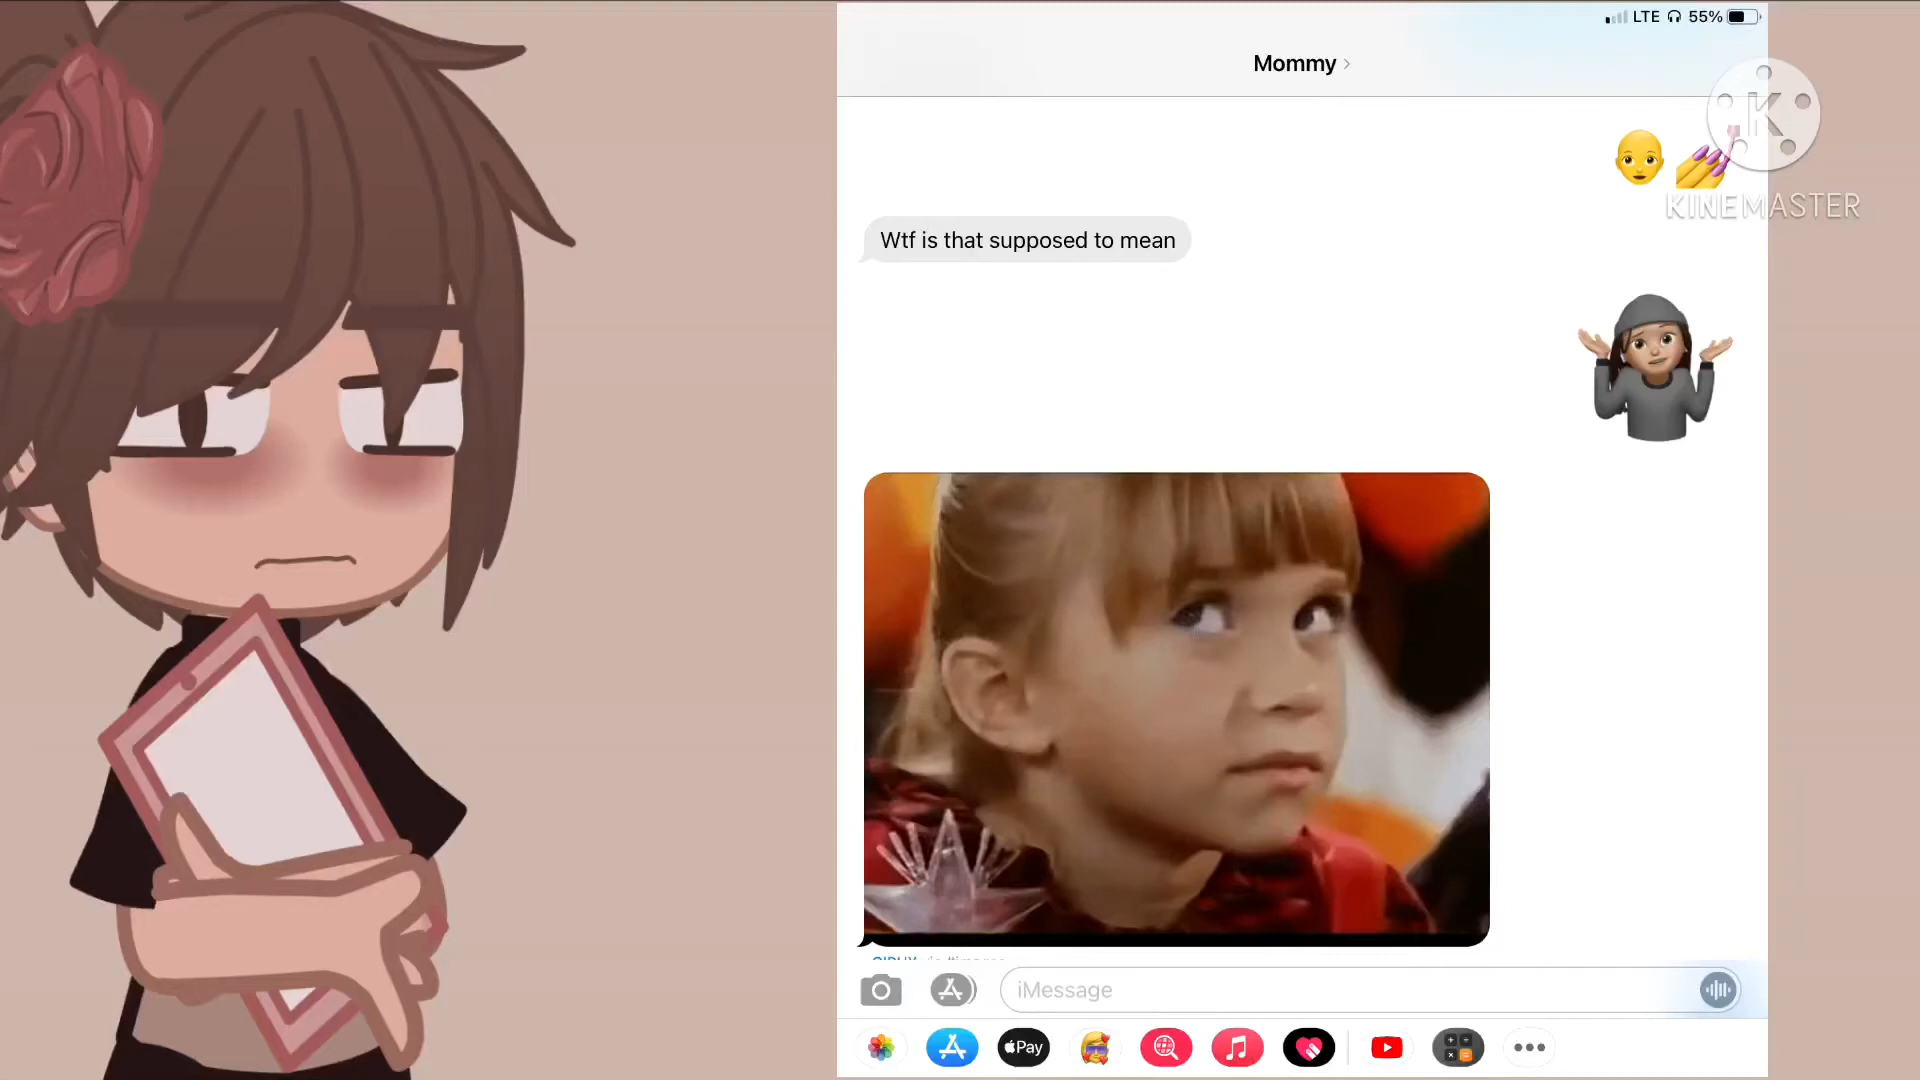 LTE 55%
Mommy
K
KINEMASTER
Wtf is that supposed to mean
iMessage
Pay